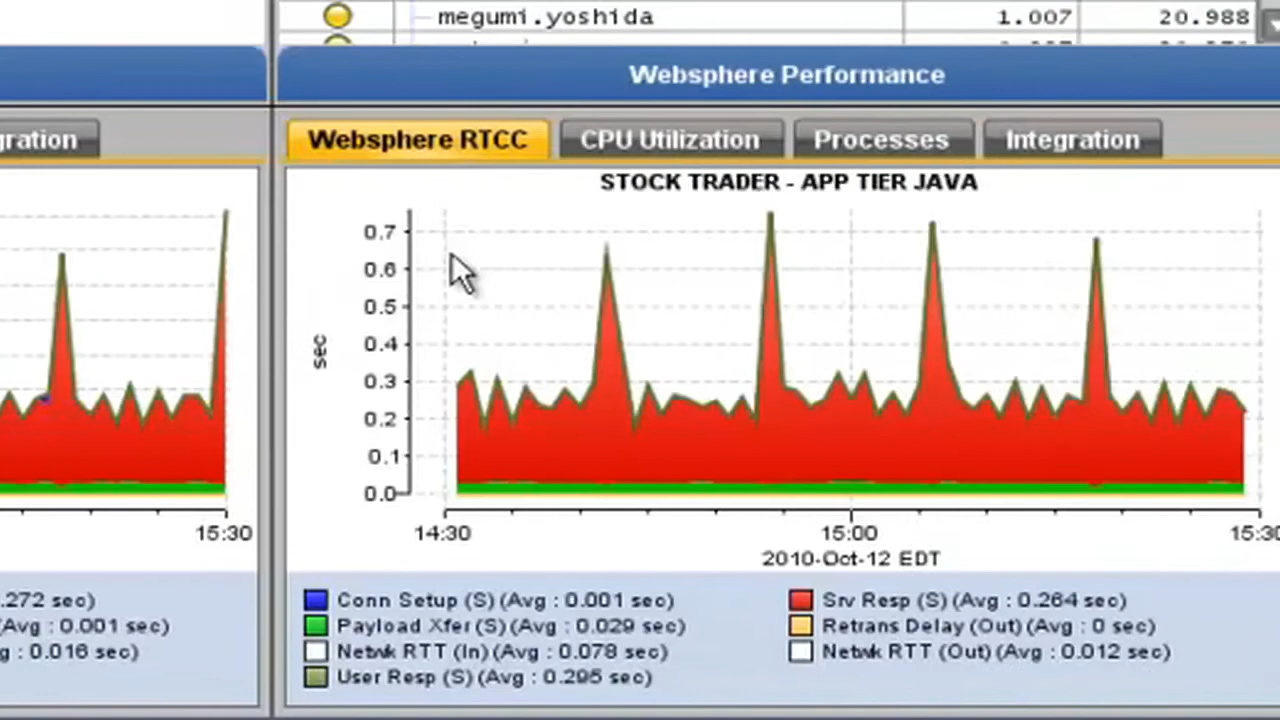 megumi.yoshida 1.007 20.988
Websphere Performance
gration
Websphere RTCC CPU Utilization Processes Integration
STOCK TRADER - APP TIER JAVA
0.7
0.6
0.5
0.4
0.3
0.2
0.1
0.0
sec
15:30
14:30 15:00 15:30
2010-Oct-12 EDT
.272 sec)
(Avg : 0.001 sec)
g : 0.016 sec)
Conn Setup (S) (Avg : 0.001 sec)
Srv Resp (S) (Avg : 0.264 sec)
Payload Xfer (S) (Avg : 0.029 sec)
Retrans Delay (Out) (Avg : 0 sec)
Netwk RTT (In) (Avg : 0.078 sec)
Netwk RTT (Out) (Avg : 0.012 sec)
User Resp (S) (Avg : 0.295 sec)